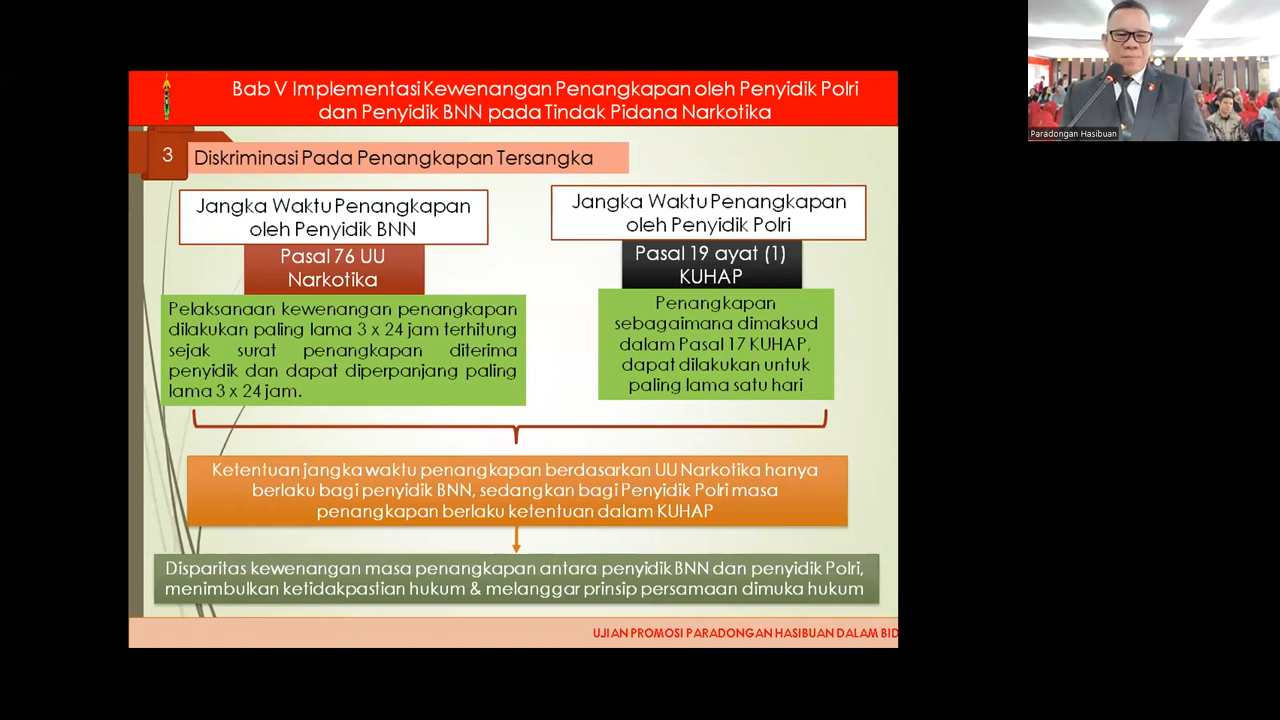 Bab V Implementasi Kewenangan Penangkapan oleh Penyidik Polri
dan Penyidik BNN pada Tindak Pidana Narkotika
3
Diskriminasi Pada Penangkapan Tersangka
Jangka Waktu Penangkapan
oleh Penyidik BNN
Pasal 76 UU
Narkotika
Pelaksanaan kewenangan penangkapan
dilakukan paling lama 3 x 24 jam terhitung
sejak surat penangkapan diterima
penyidik dan dapat diperpanjang paling
lama 3 x 24 jam.
Jangka Waktu Penangkapan
oleh Penyidik Polri
Pasal 19 ayat (1)
KUHAP
Penangkapan
sebagaimana dimaksud
dalam Pasal 17 KUHAP,
dapat dilakukan untuk
paling lama satu hari
Ketentuan jangka waktu penangkapan berdasarkan UU Narkotika hanya
berlaku bagi penyidik BNN, sedangkan bagi Penyidik Polri masa
penangkapan berlaku ketentuan dalam KUHAP
Disparitas kewenangan masa penangkapan antara penyidik BNN dan penyidik Polri,
menimbulkan ketidakpastian hukum & melanggar prinsip persamaan dimuka hukum
UJIAN PROMOSI PARADONGAN HASIBUAN DALAM BID
Paradongan Hasibuan